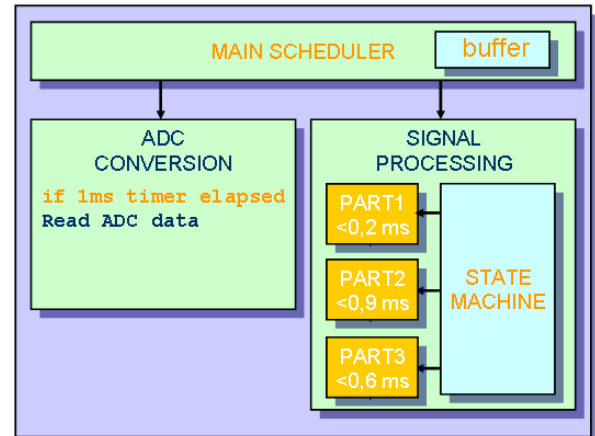 MAIN SCHEDULER
buffer
ADC
CONVERSION
if 1ms timer elapsed
Read ADC data
SIGNAL
PROCESSING
PART1
<0,2 ms
PART2
<0,9 ms
PART3
<0,6 ms
STATE
MACHINE